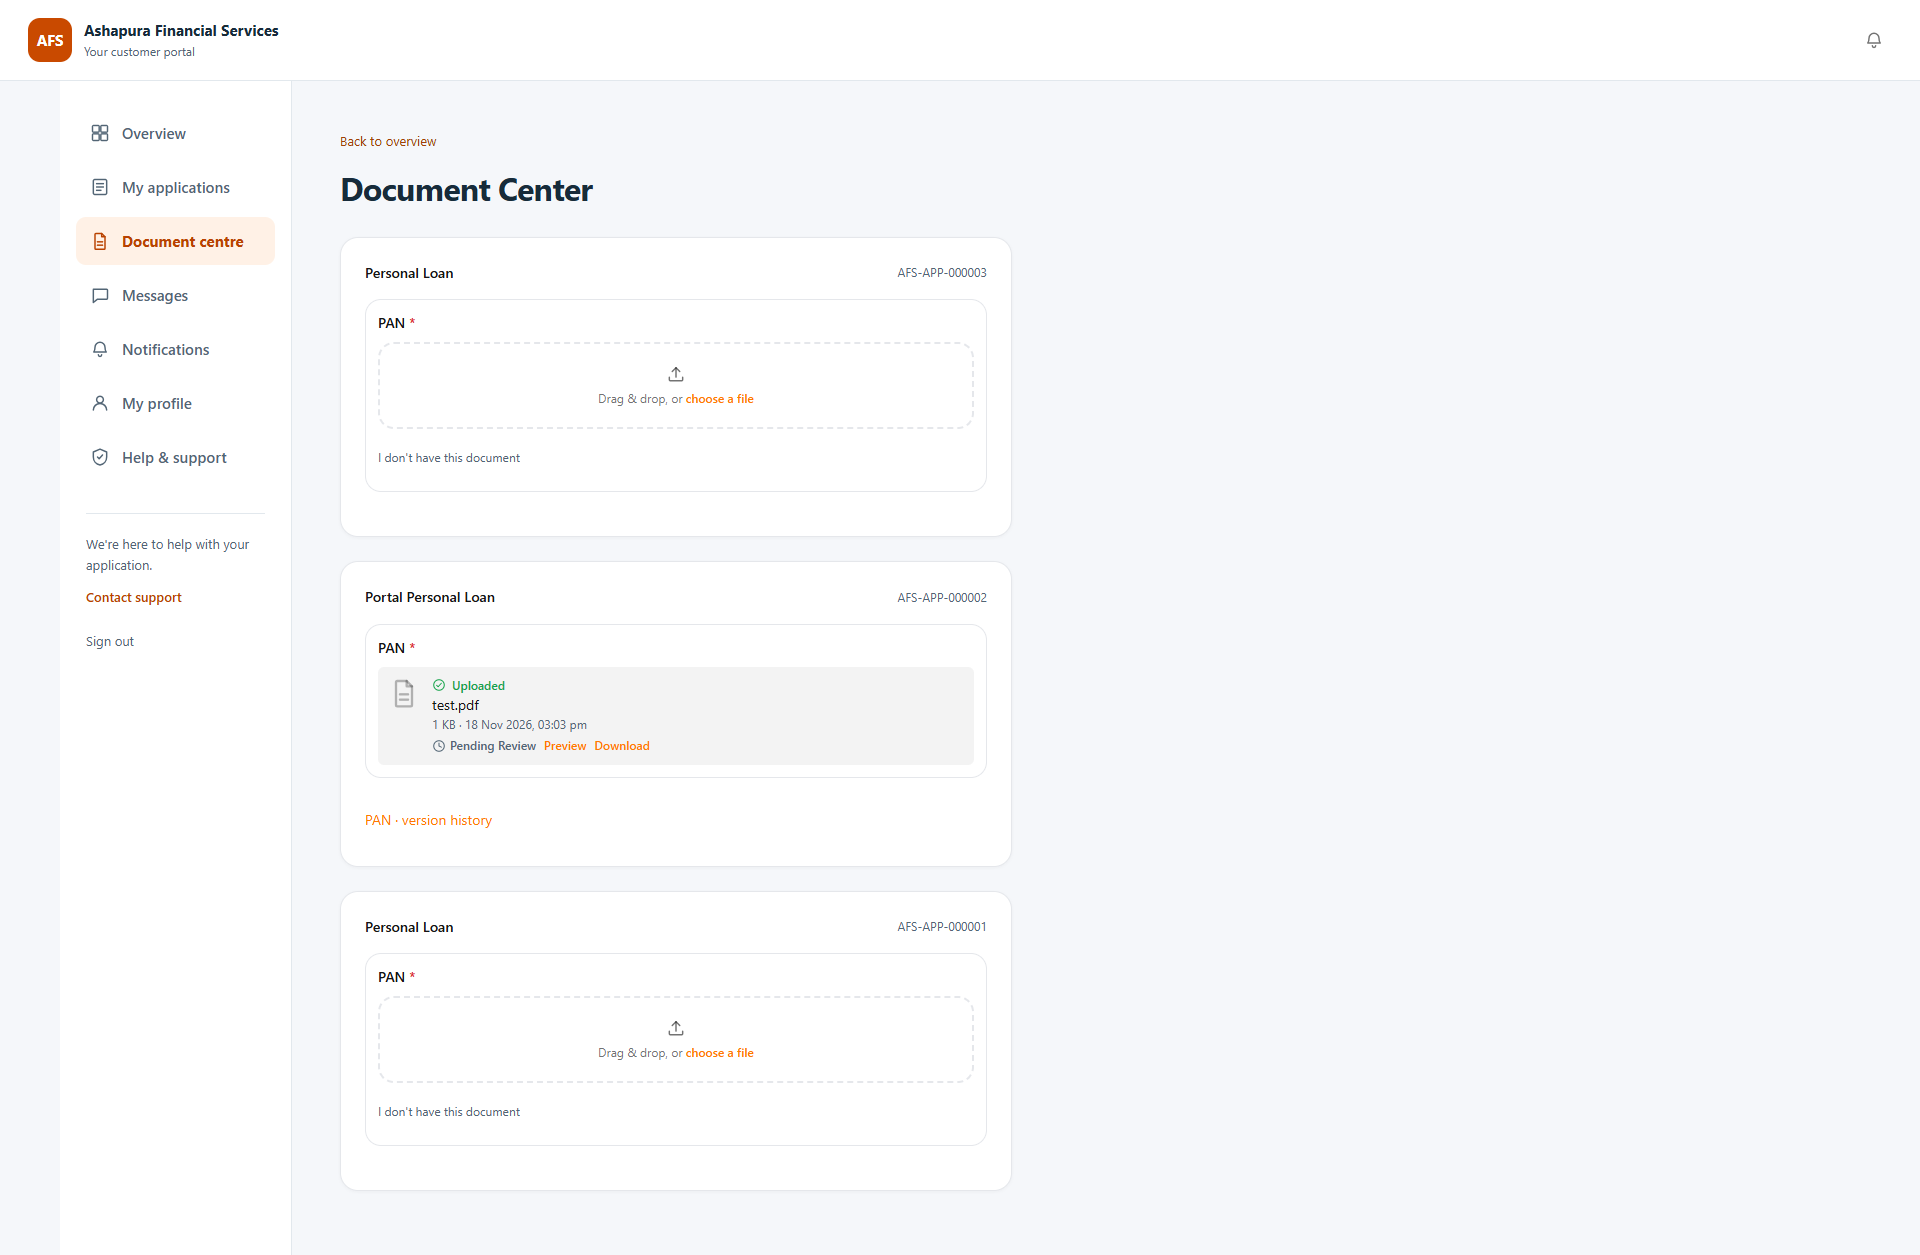 AFS
Ashapura Financial Services
Your customer portal
Overview
My applications
Document centre
Messages
Notifications
My profile
Help & support
We're here to help with your
application.
Contact support
Sign out
Back to overview
Document Center
Personal Loan
AFS-APP-000003
PAN *
Drag & drop, or choose a file
I don't have this document
Portal Personal Loan
AFS-APP-000002
PAN *
Uploaded
test.pdf
1 KB · 18 Nov 2026, 03:03 pm
Pending Review Preview Download
PAN · version history
Personal Loan
AFS-APP-000001
PAN *
Drag & drop, or choose a file
I don't have this document